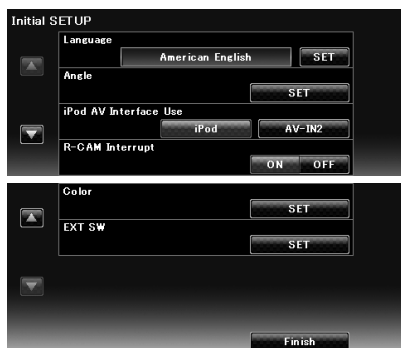 Initial SETUP
Language
American English SET
Angle
SET
iPod AV Interface Use
iPod AV-IN2
R-CAM Interrupt
ON OFF
Color
SET
EXT SW
SET
Finish